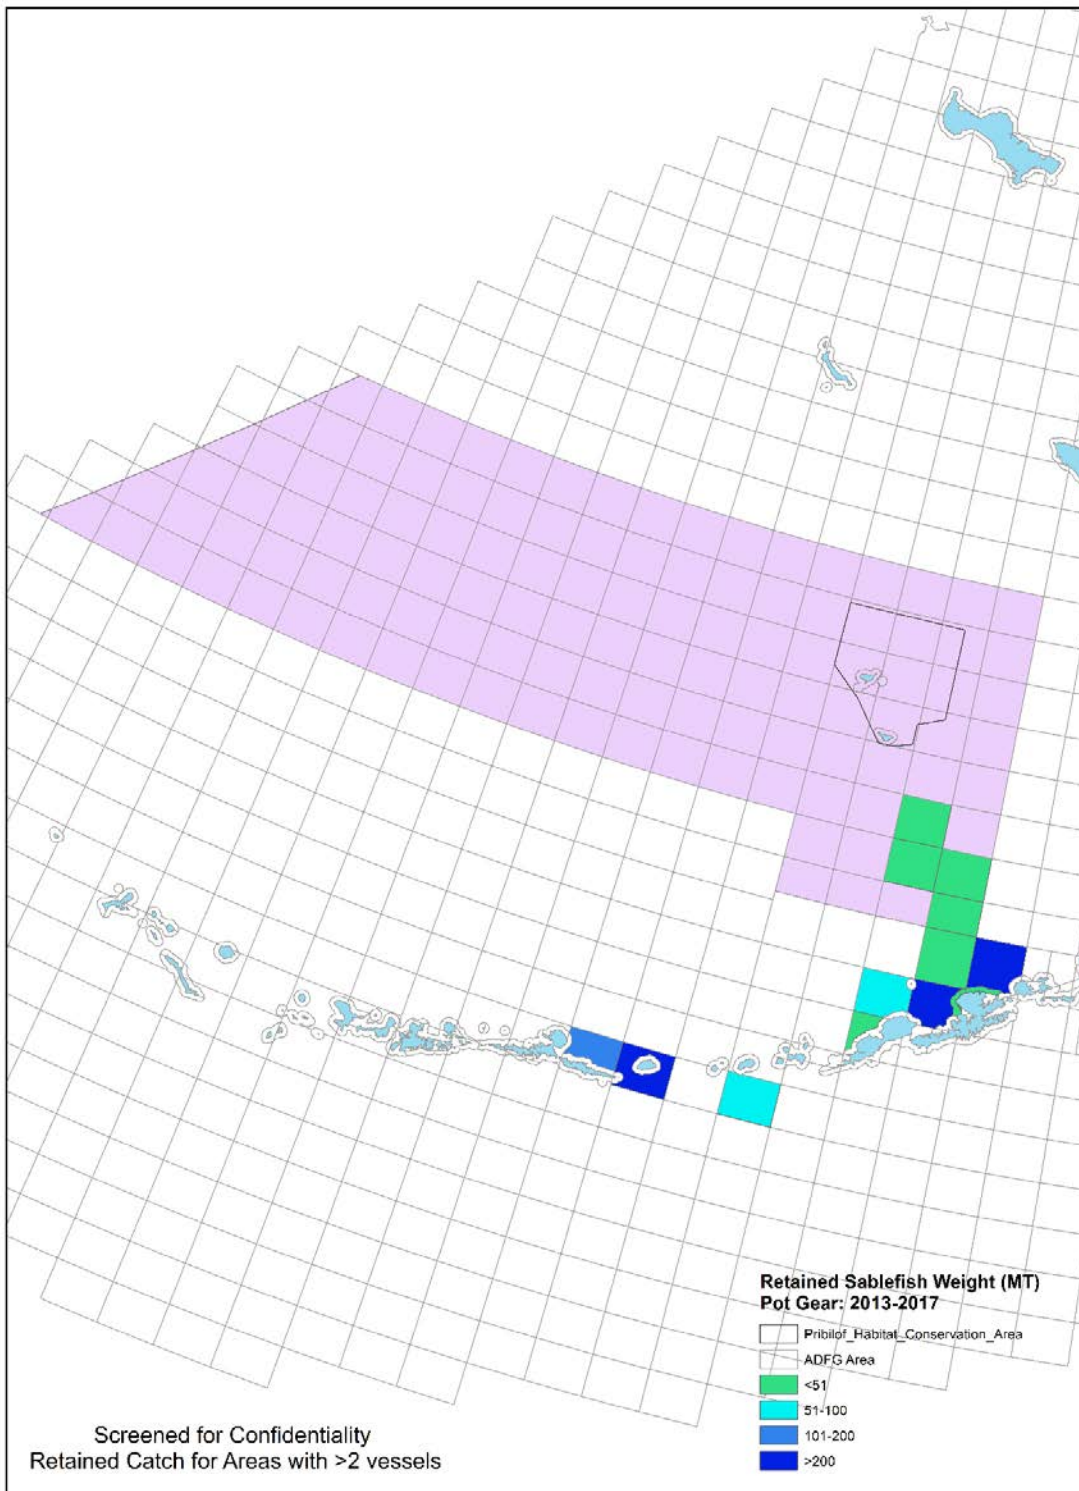 Retained Sablefish Weight (MT)
Pot Gear: 2013-2017
Pribilof_Habitat_Conservation_Area
ADFG Area
<51
51-100
101-200
>200
Screened for Confidentiality
Retained Catch for Areas with >2 vessels